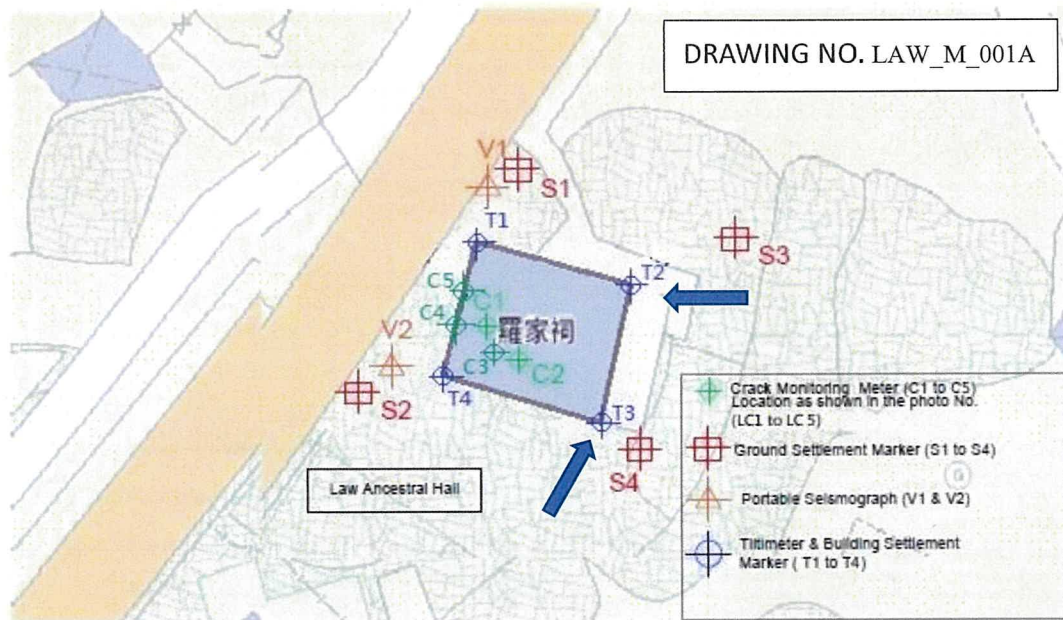 DRAWING NO. LAW_M_001A
V1
S1
T1
S3
T2
C5
C1
C4
羅家祠
V2
C3
C2
T4
S2
T3
S4
Law Ancestral Hall
Crack Monitoring Meter (C1 to C5)
Location as shown in the photo No.
(LC1 to LC 5)
Ground Settlement Marker (S1 to S4)
G
Portable Seismograph (V1 & V2)
Tiltimeter & Building Settlement
Marker ( T1 to T4)